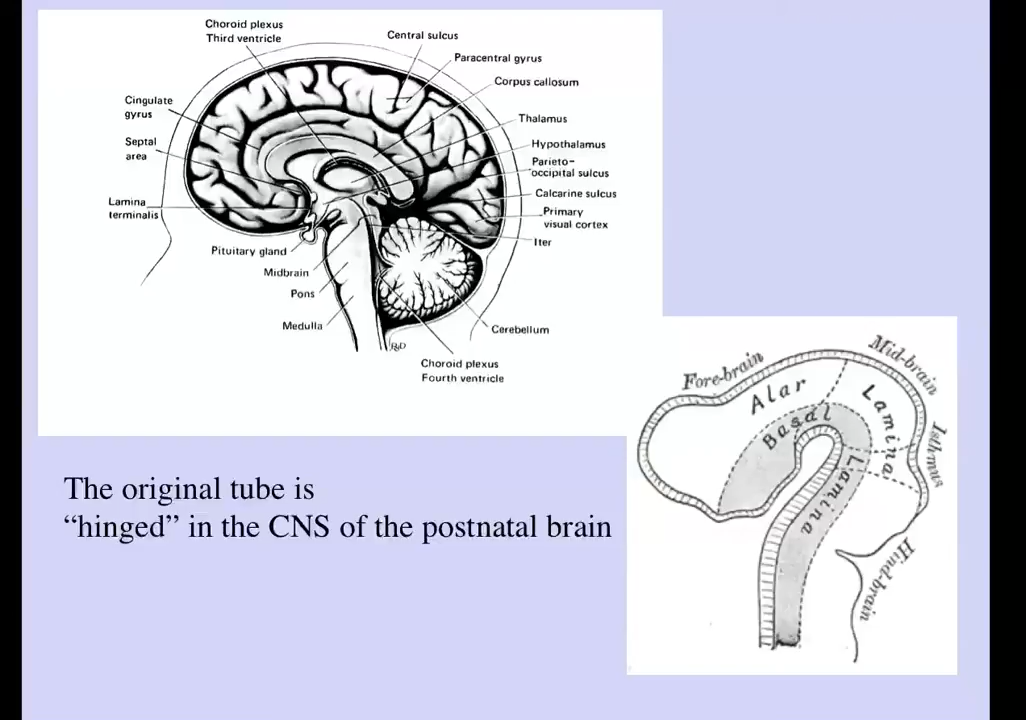 Choroid plexus
Third ventricle
Central sulcus
Paracentral gyrus
Corpus callosum
Cingulate
gyrus
Thalamus
Septal
area
Hypothalamus
Parieto-
occipital sulcus
Calcarine sulcus
Lamina
terminalis
Primary
visual cortex
Iter
Pituitary gland
Midbrain
Pons
Medulla
Cerebellum
Choroid plexus
Fourth ventricle
Fore-brain
Mid-brain
Alar
Lamina
Basal
Lamina
Isthmus
Hind-brain
The original tube is
“hinged” in the CNS of the postnatal brain